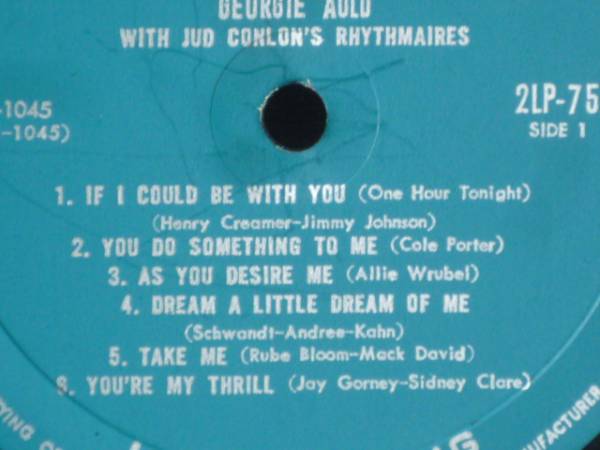 GEORGIE AULD
WITH JUD CONLON'S RHYTHMAIRES
-1045
-1045)
2LP-75
SIDE 1
1. IF I COULD BE WITH YOU (One Hour Tonight)
(Henry Creamer-Jimmy Johnson)
2. YOU DO SOMETHING TO ME (Cole Porter)
3. AS YOU DESIRE ME (Allie Wrubel)
4. DREAM A LITTLE DREAM OF ME
(Schwandt-Andree-Kahn)
5. TAKE ME (Rube Bloom-Mack David)
6. YOU'RE MY THRILL (Jay Gorney-Sidney Clare)